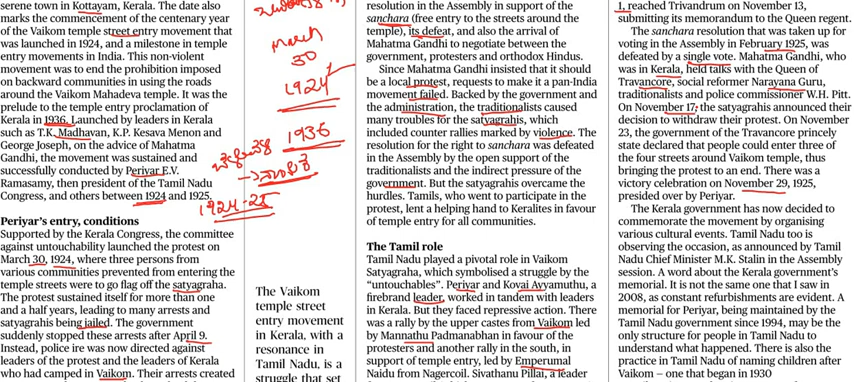 serene town in Kottayam, Kerala. The date also
marks the commencement of the centenary year
of the Vaikom temple street entry movement that
was launched in 1924, and a milestone in temple
entry movements in India. This non-violent
movement was to end the prohibition imposed
on backward communities in using the roads
around the Vaikom Mahadeva temple. It was the
prelude to the temple entry proclamation of
Kerala in 1936. Launched by leaders in Kerala
such as T.K. Madhavan, K.P. Kesava Menon and
George Joseph, on the advice of Mahatma
Gandhi, the movement was sustained and
successfully conducted by Periyar E.V.
Ramasamy, then president of the Tamil Nadu
Congress, and others between 1924 and 1925.
Periyar's entry, conditions
Supported by the Kerala Congress, the committee
against untouchability launched the protest on
March 30, 1924, where three persons from
various communities prevented from entering the
temple streets were to go flag off the satyagraha.
The protest sustained itself for more than one
and a half years, leading to many arrests and
satyagrahis being jailed. The government
suddenly stopped these arrests after April 9.
Instead, police ire was now directed against
leaders of the protest and the leaders of Kerala
who had camped in Vaikom. Their arrests created
March
30
1924
1936
1924-25
The Vaikom
temple street
entry movement
in Kerala, with a
resonance in
Tamil Nadu, is a
struggle that set
resolution in the Assembly in support of the
sanchara (free entry to the streets around the
temple), its defeat, and also the arrival of
Mahatma Gandhi to negotiate between the
government, protesters and orthodox Hindus.
Since Mahatma Gandhi insisted that it should
be a local protest, requests to make it a pan-India
movement failed. Backed by the government and
the administration, the traditionalists caused
many troubles for the satyagrahis, which
included counter rallies marked by violence. The
resolution for the right to sanchara was defeated
in the Assembly by the open support of the
traditionalists and the indirect pressure of the
government. But the satyagrahis overcame the
hurdles. Tamils, who went to participate in the
protest, lent a helping hand to Keralites in favour
of temple entry for all communities.
The Tamil role
Tamil Nadu played a pivotal role in Vaikom
Satyagraha, which symbolised a struggle by the
“untouchables”. Periyar and Kovai Ayyamuthu, a
firebrand leader, worked in tandem with leaders
in Kerala. But they faced repressive action. There
was a rally by the upper castes from Vaikom led
by Mannathu Padmanabhan in favour of the
protesters and another rally in the south, in
support of temple entry, led by Emperumal
Naidu from Nagercoil. Sivathanu Pillai, a leader
1, reached Trivandrum on November 13,
submitting its memorandum to the Queen regent.
The sanchara resolution that was taken up for
voting in the Assembly in February 1925, was
defeated by a single vote. Mahatma Gandhi, who
was in Kerala, held talks with the Queen of
Travancore, social reformer Narayana Guru,
traditionalists and police commissioner W.H. Pitt.
On November 17, the satyagrahis announced their
decision to withdraw their protest. On November
23, the government of the Travancore princely
state declared that people could enter three of
the four streets around Vaikom temple, thus
bringing the protest to an end. There was a
victory celebration on November 29, 1925,
presided over by Periyar.
The Kerala government has now decided to
commemorate the movement by organising
various cultural events. Tamil Nadu too is
observing the occasion, as announced by Tamil
Nadu Chief Minister M.K. Stalin in the Assembly
session. A word about the Kerala government's
memorial. It is not the same one that I saw in
2008, as constant refurbishments are evident. A
memorial for Periyar, being maintained by the
Tamil Nadu government since 1994, may be the
only structure for people in Tamil Nadu to
understand what happened. There is also the
practice in Tamil Nadu of naming children after
Vaikom — one that began in 1930